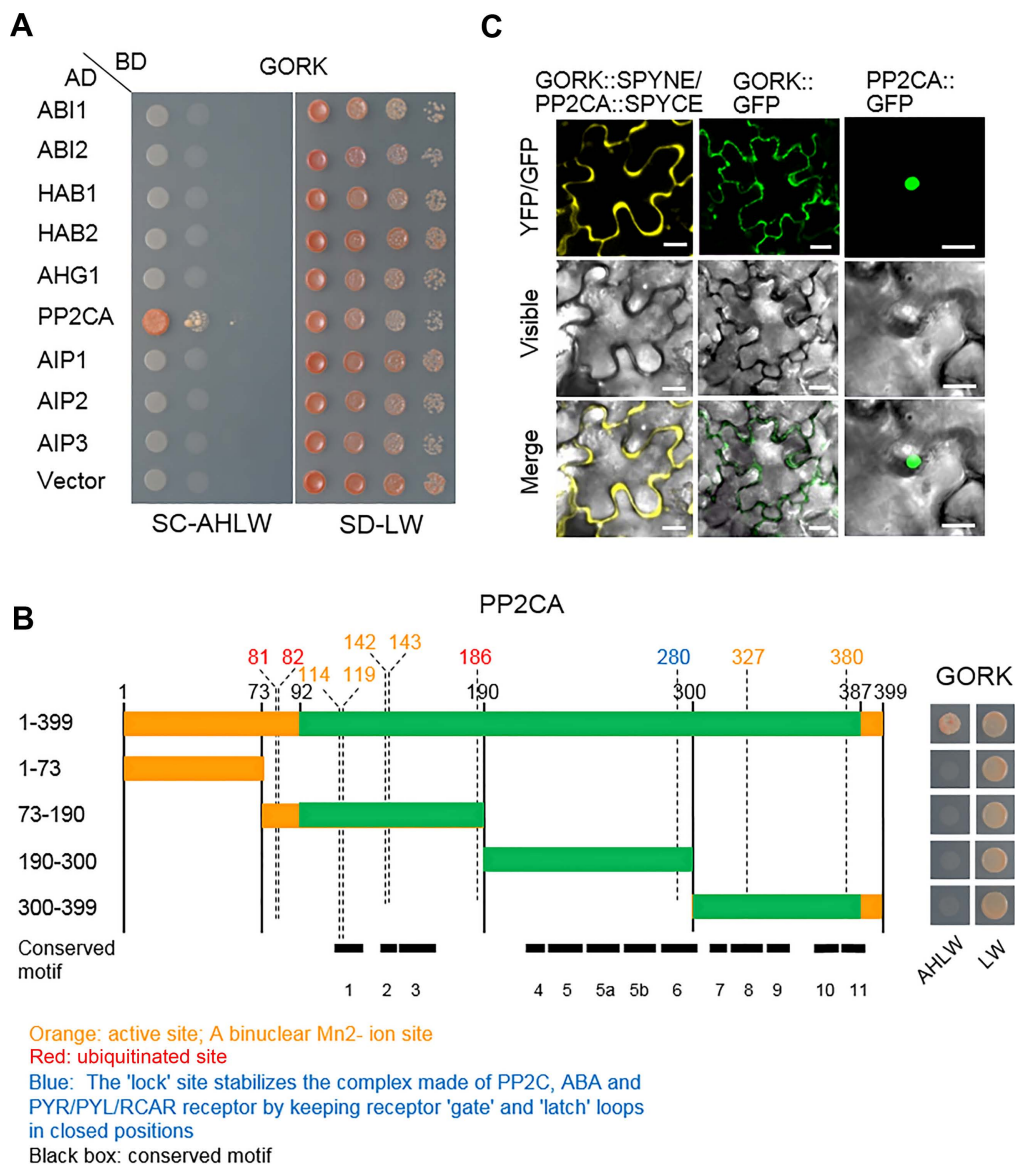 A
BD
AD
GORK
ABI1
ABI2
HAB1
HAB2
AHG1
PP2CA
AIP1
AIP2
AIP3
Vector
SC-AHLW
SD-LW
C
GORK::SPYNE/
PP2CA::SPYCE
GORK::
GFP
PP2CA::
GFP
YFP/GFP
Visible
Merge
B
PP2CA
142 143
81 82 186 280 327 380
114 119
1 73 92 190 300 387 399
GORK
1-399
1-73
73-190
190-300
300-399
Conserved
motif
1 2 3 4 5 5a 5b 6 7 8 9 10 11
AHLW LW
Orange: active site; A binuclear Mn2- ion site
Red: ubiquitinated site
Blue: The 'lock' site stabilizes the complex made of PP2C, ABA and
PYR/PYL/RCAR receptor by keeping receptor 'gate' and 'latch' loops
in closed positions
Black box: conserved motif